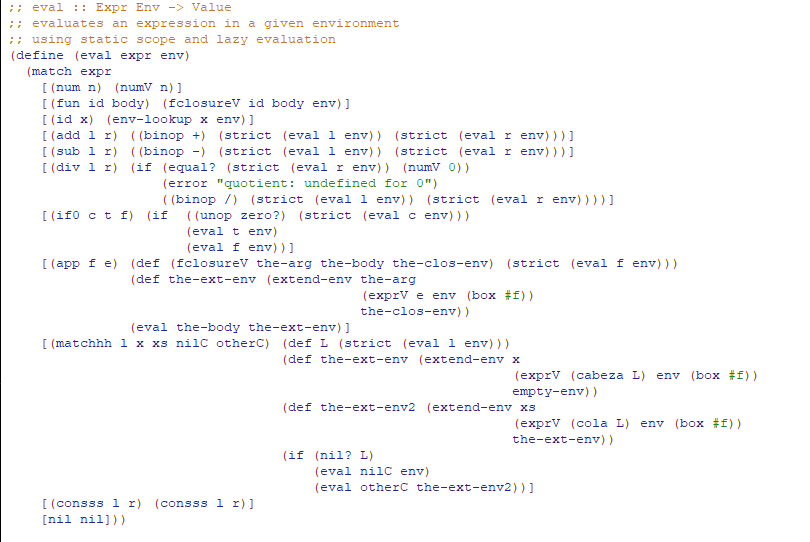 ;; eval :: Expr Env -> Value
;; evaluates an expression in a given environment
;; using static scope and lazy evaluation
(define (eval expr env)
  (match expr
    [(num n) (numV n)]
    [(fun id body) (fclosureV id body env)]
    [(id x) (env-lookup x env)]
    [(add l r) ((binop +) (strict (eval l env)) (strict (eval r env)))]
    [(sub l r) ((binop -) (strict (eval l env)) (strict (eval r env)))]
    [(div l r) (if (equal? (strict (eval r env)) (numV 0))
                   (error "quotient: undefined for 0")
                   ((binop /) (strict (eval l env)) (strict (eval r env))))]
    [(if0 c t f) (if  ((unop zero?) (strict (eval c env)))
                      (eval t env)
                      (eval f env))]
    [(app f e) (def (fclosureV the-arg the-body the-clos-env) (strict (eval f env)))
               (def the-ext-env (extend-env the-arg
                                            (exprV e env (box #f))
                                            the-clos-env))
               (eval the-body the-ext-env)]
    [(matchhh l x xs nilC otherC) (def L (strict (eval l env)))
                                  (def the-ext-env (extend-env x
                                                               (exprV (cabeza L) env (box #f))
                                                               empty-env))
                                  (def the-ext-env2 (extend-env xs
                                                               (exprV (cola L) env (box #f))
                                                               the-ext-env))
                                  (if (nil? L)
                                      (eval nilC env)
                                      (eval otherC the-ext-env2))]
    [(consss l r) (consss l r)]
    [nil nil]))